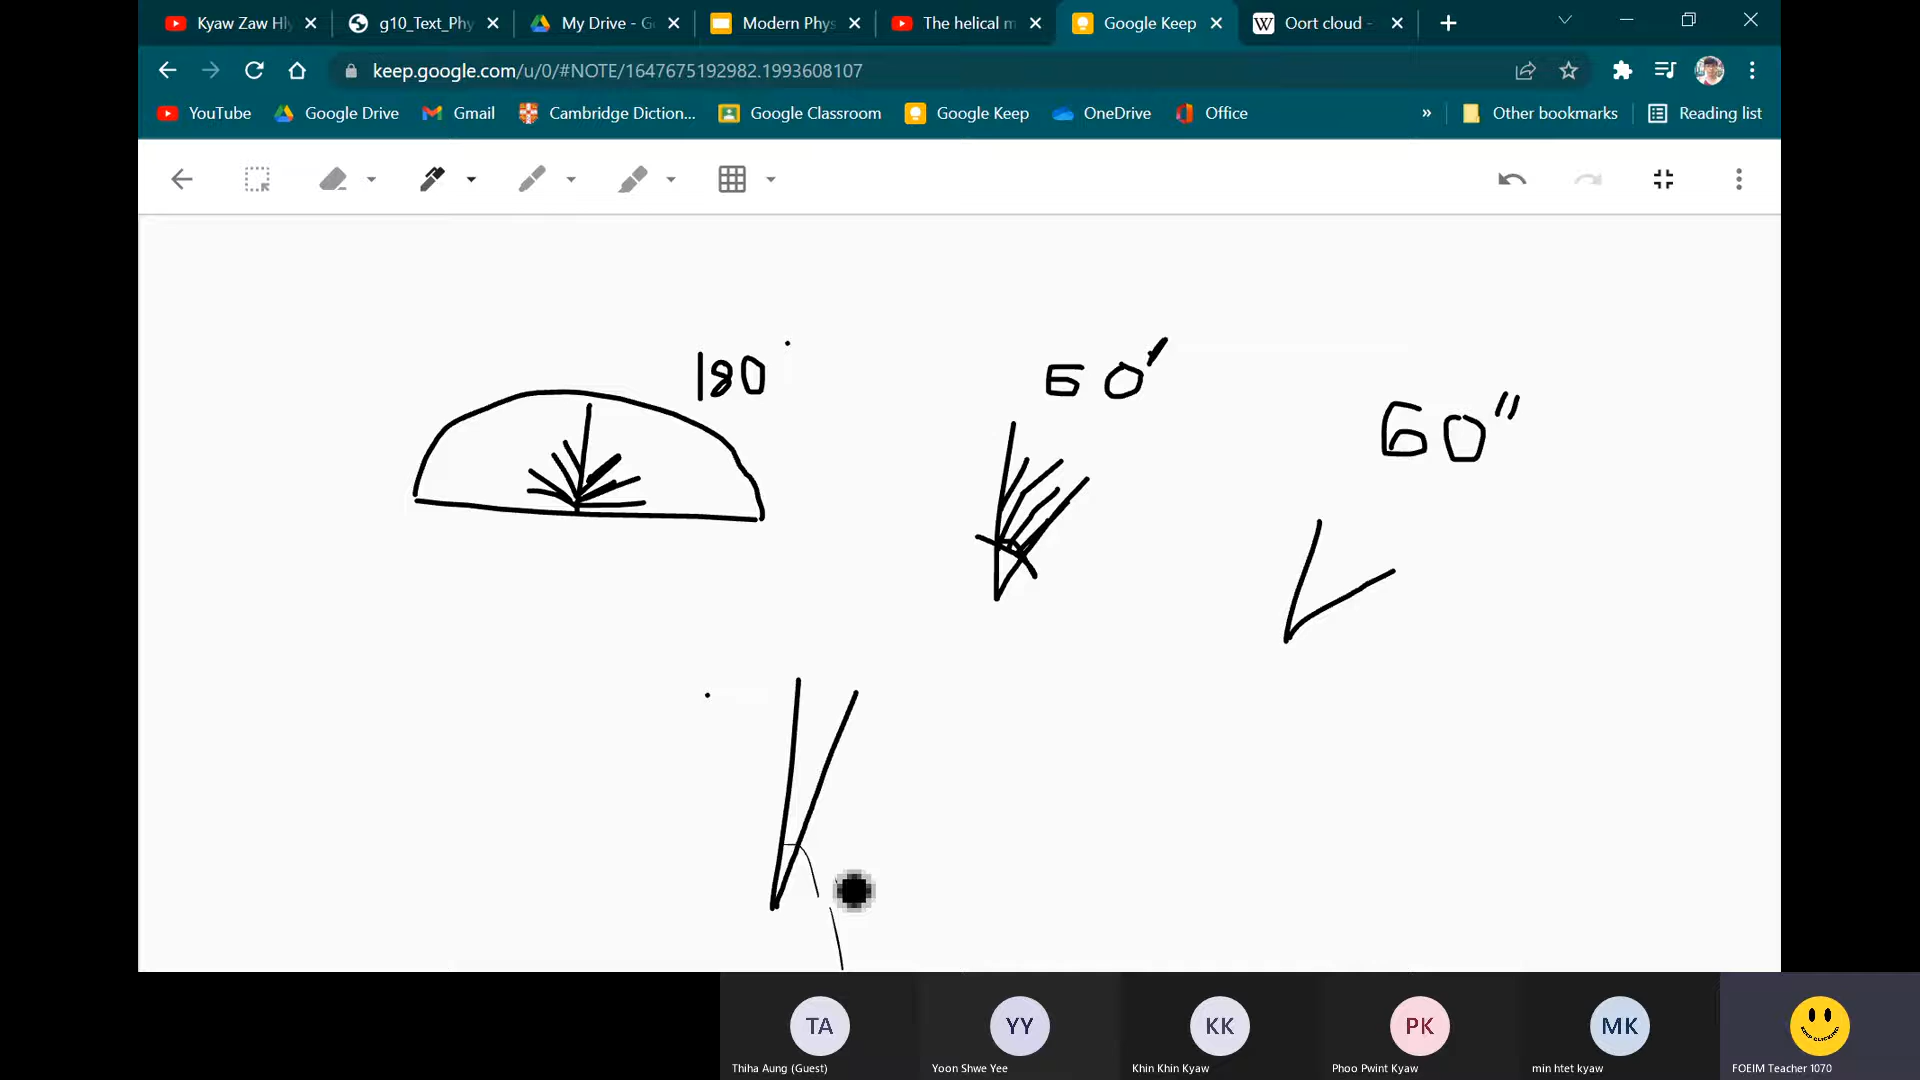 Kyaw Zaw Hl
g10_Text_Phy
My Drive - G
Modern Phys
The helical m
Google Keep
Oort cloud -
keep.google.com/u/0/#NOTE/1647675192982.1993608107
YouTube
Google Drive
Gmail
Cambridge Diction...
Google Classroom
Google Keep
OneDrive
Office
»
Other bookmarks
Reading list
180
60′
60″
TA
YY
KK
PK
MK
Thiha Aung (Guest)
Yoon Shwe Yee
Khin Khin Kyaw
Phoo Pwint Kyaw
min htet kyaw
FOEIM Teacher 1070